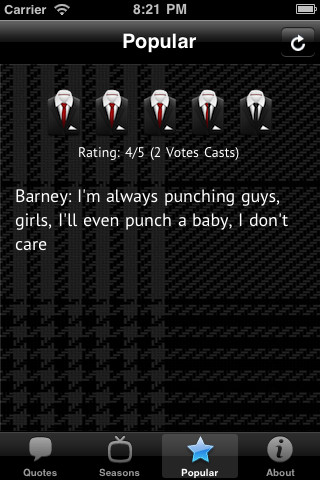 Carrier 8:21 PM
Popular
Rating: 4/5 (2 Votes Casts)
Barney: I'm always punching guys,
girls, I'll even punch a baby, I don't
care
Quotes Seasons Popular About